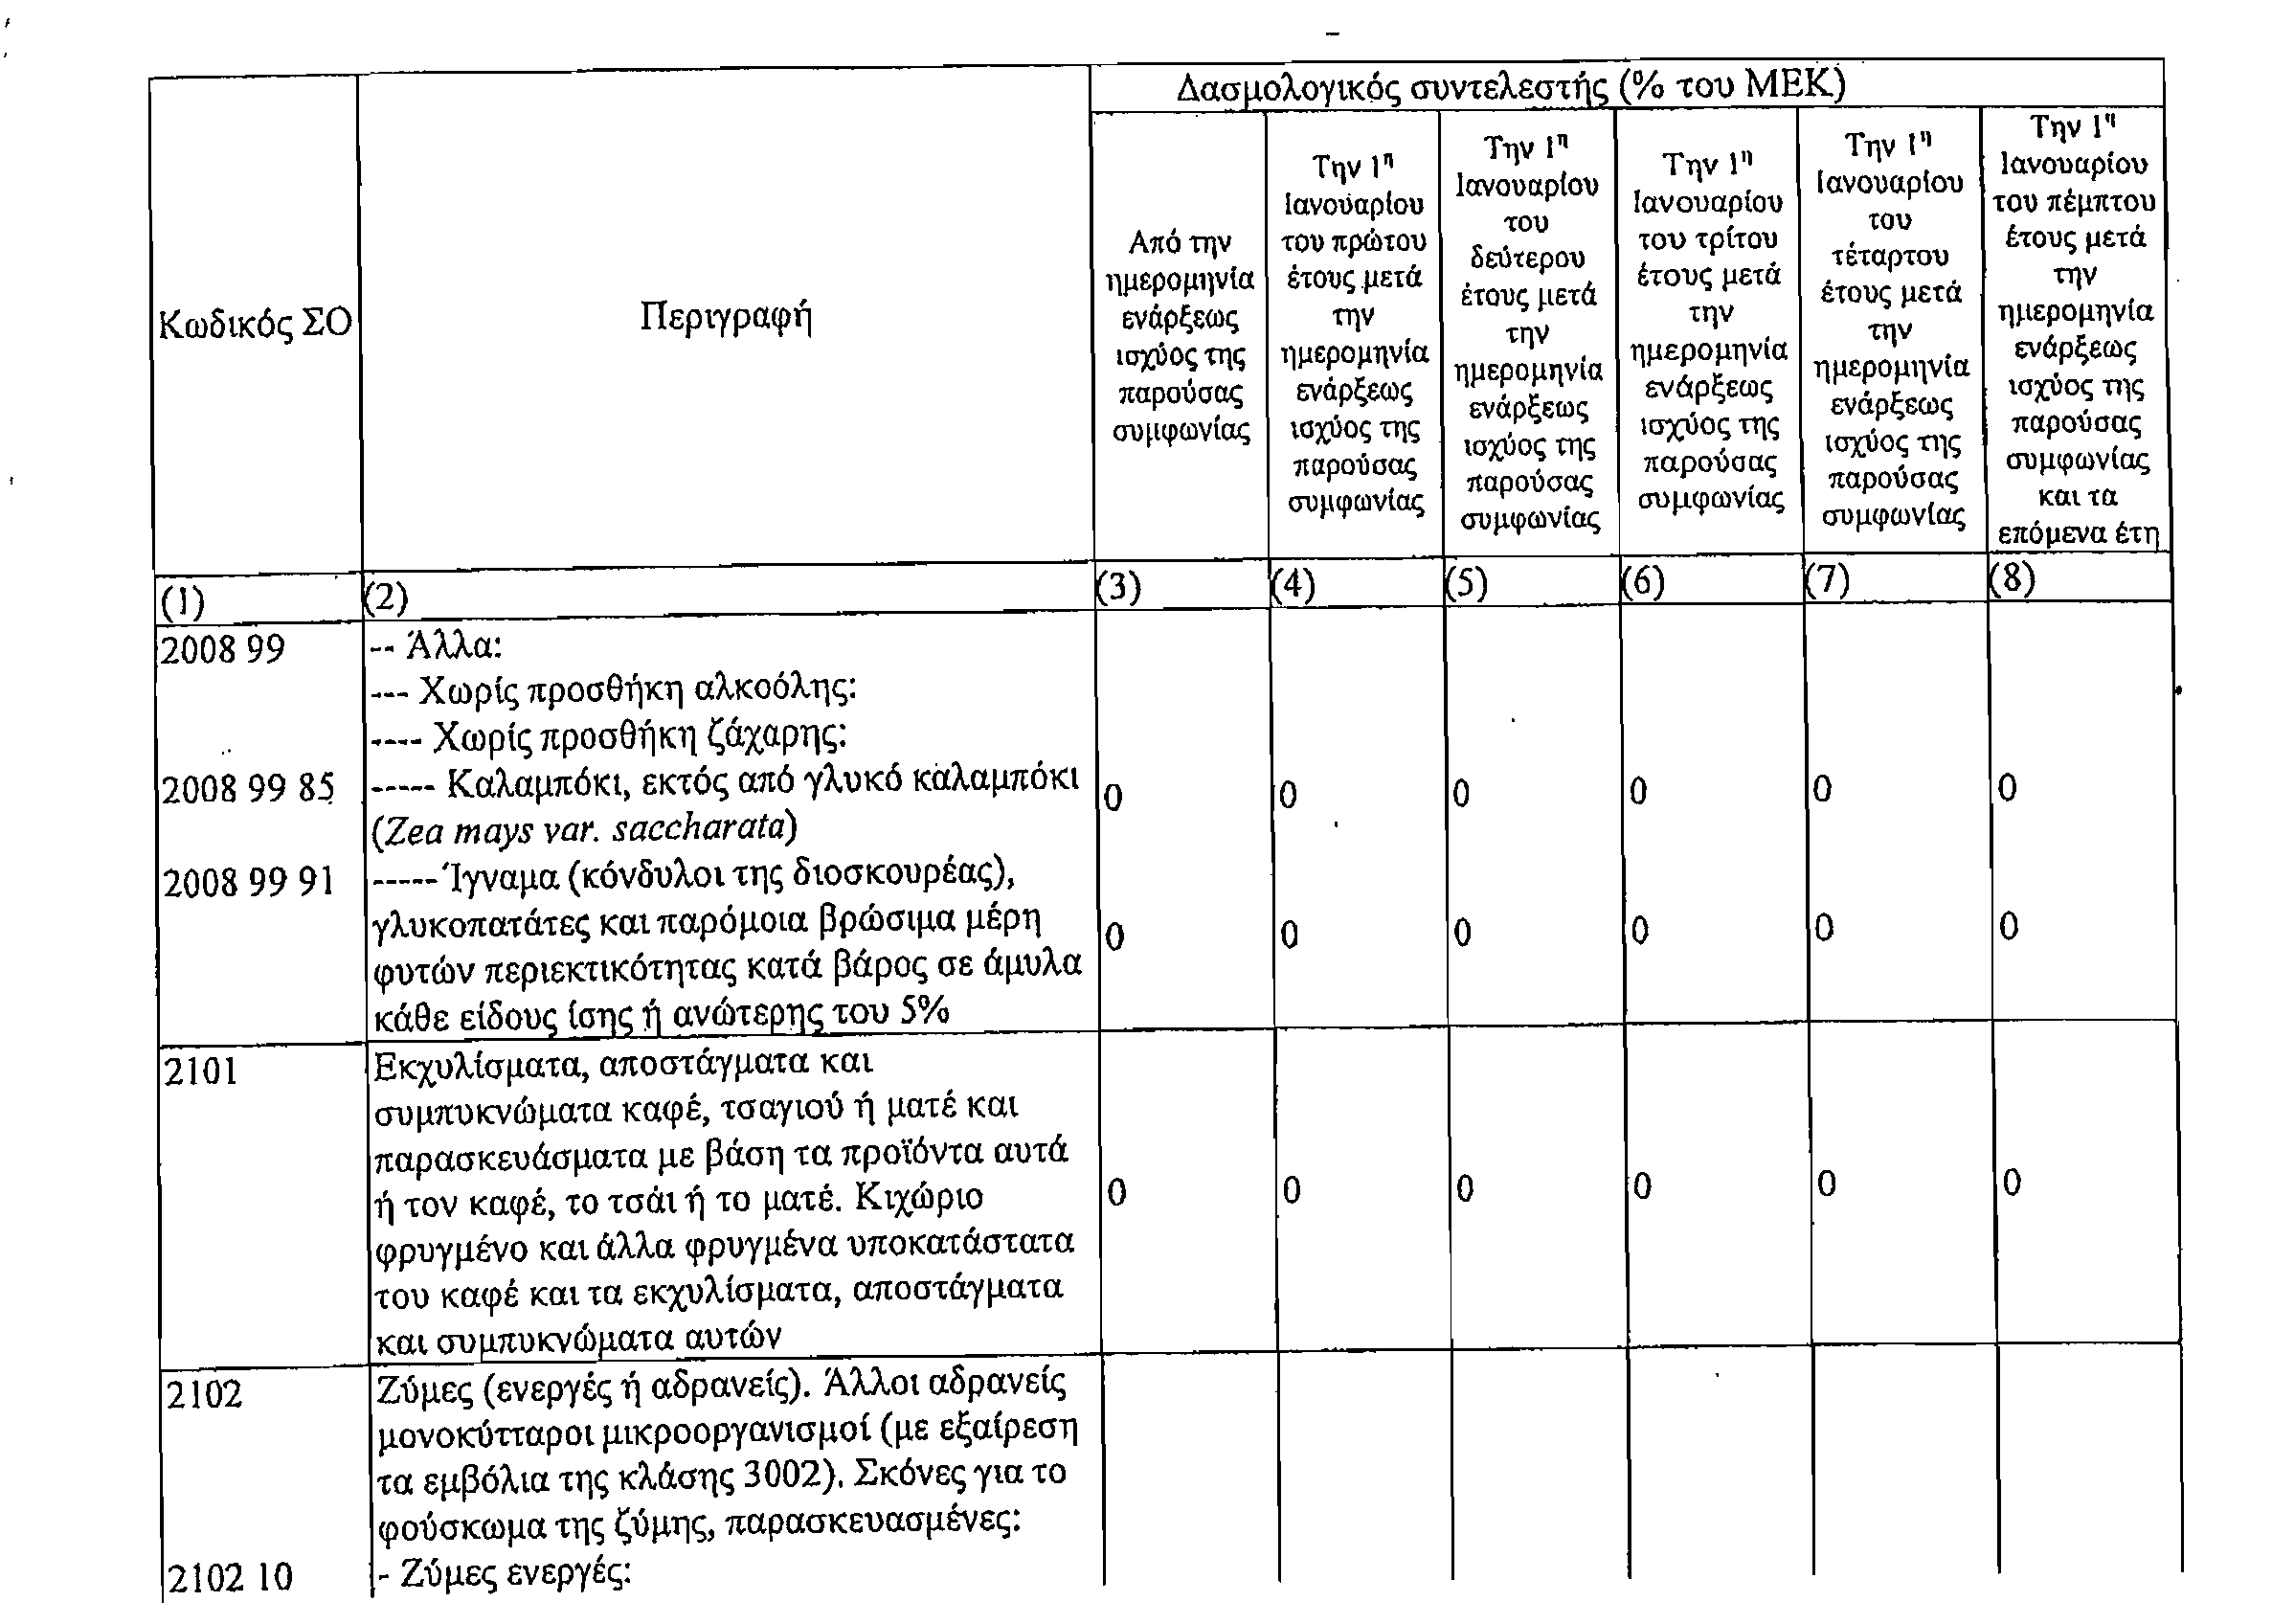 Δασμολογικός συντελεστής (% του ΜΕΚ)
Κωδικός ΣΟ
Περιγραφή
Από την
ημερομηνία
ενάρξεως
ισχύος της
παρούσας
συμφωνίας
Την 1η
Ιανουαρίου
του πρώτου
έτους μετά
την
ημερομηνία
ενάρξεως
ισχύος της
παρούσας
συμφωνίας
Την 1η
Ιανουαρίου
του
δεύτερου
έτους μετά
την
ημερομηνία
ενάρξεως
ισχύος της
παρούσας
συμφωνίας
Την 1η
Ιανουαρίου
του τρίτου
έτους μετά
την
ημερομηνία
ενάρξεως
ισχύος της
παρούσας
συμφωνίας
Την 1η
Ιανουαρίου
του
τέταρτου
έτους μετά
την
ημερομηνία
ενάρξεως
ισχύος της
παρούσας
συμφωνίας
Την 1η
Ιανουαρίου
του πέμπτου
έτους μετά
την
ημερομηνία
ενάρξεως
ισχύος της
παρούσας
συμφωνίας
και τα
επόμενα έτη
(1) (2) (3) (4) (5) (6) (7) (8)
2008 99 -- Άλλα:
--- Χωρίς προσθήκη αλκοόλης:
---- Χωρίς προσθήκη ζάχαρης:
2008 99 85 ----- Καλαμπόκι, εκτός από γλυκό καλαμπόκι 0 0 0 0 0 0
(Zea mays var. saccharata)
2008 99 91 ----- Ίγναμα (κόνδυλοι της διοσκουρέας),
γλυκοπατάτες και παρόμοια βρώσιμα μέρη 0 0 0 0 0 0
φυτών περιεκτικότητας κατά βάρος σε άμυλα
κάθε είδους ίσης ή ανώτερης του 5%
2101 Εκχυλίσματα, αποστάγματα και
συμπυκνώματα καφέ, τσαγιού ή ματέ και
παρασκευάσματα με βάση τα προϊόντα αυτά
ή τον καφέ, το τσάι ή το ματέ. Κιχώριο 0 0 0 0 0 0
φρυγμένο και άλλα φρυγμένα υποκατάστατα
του καφέ και τα εκχυλίσματα, αποστάγματα
και συμπυκνώματα αυτών
2102 Ζύμες (ενεργές ή αδρανείς). Άλλοι αδρανείς
μονοκύτταροι μικροοργανισμοί (με εξαίρεση
τα εμβόλια της κλάσης 3002). Σκόνες για το
φούσκωμα της ζύμης, παρασκευασμένες:
2102 10 - Ζύμες ενεργές: